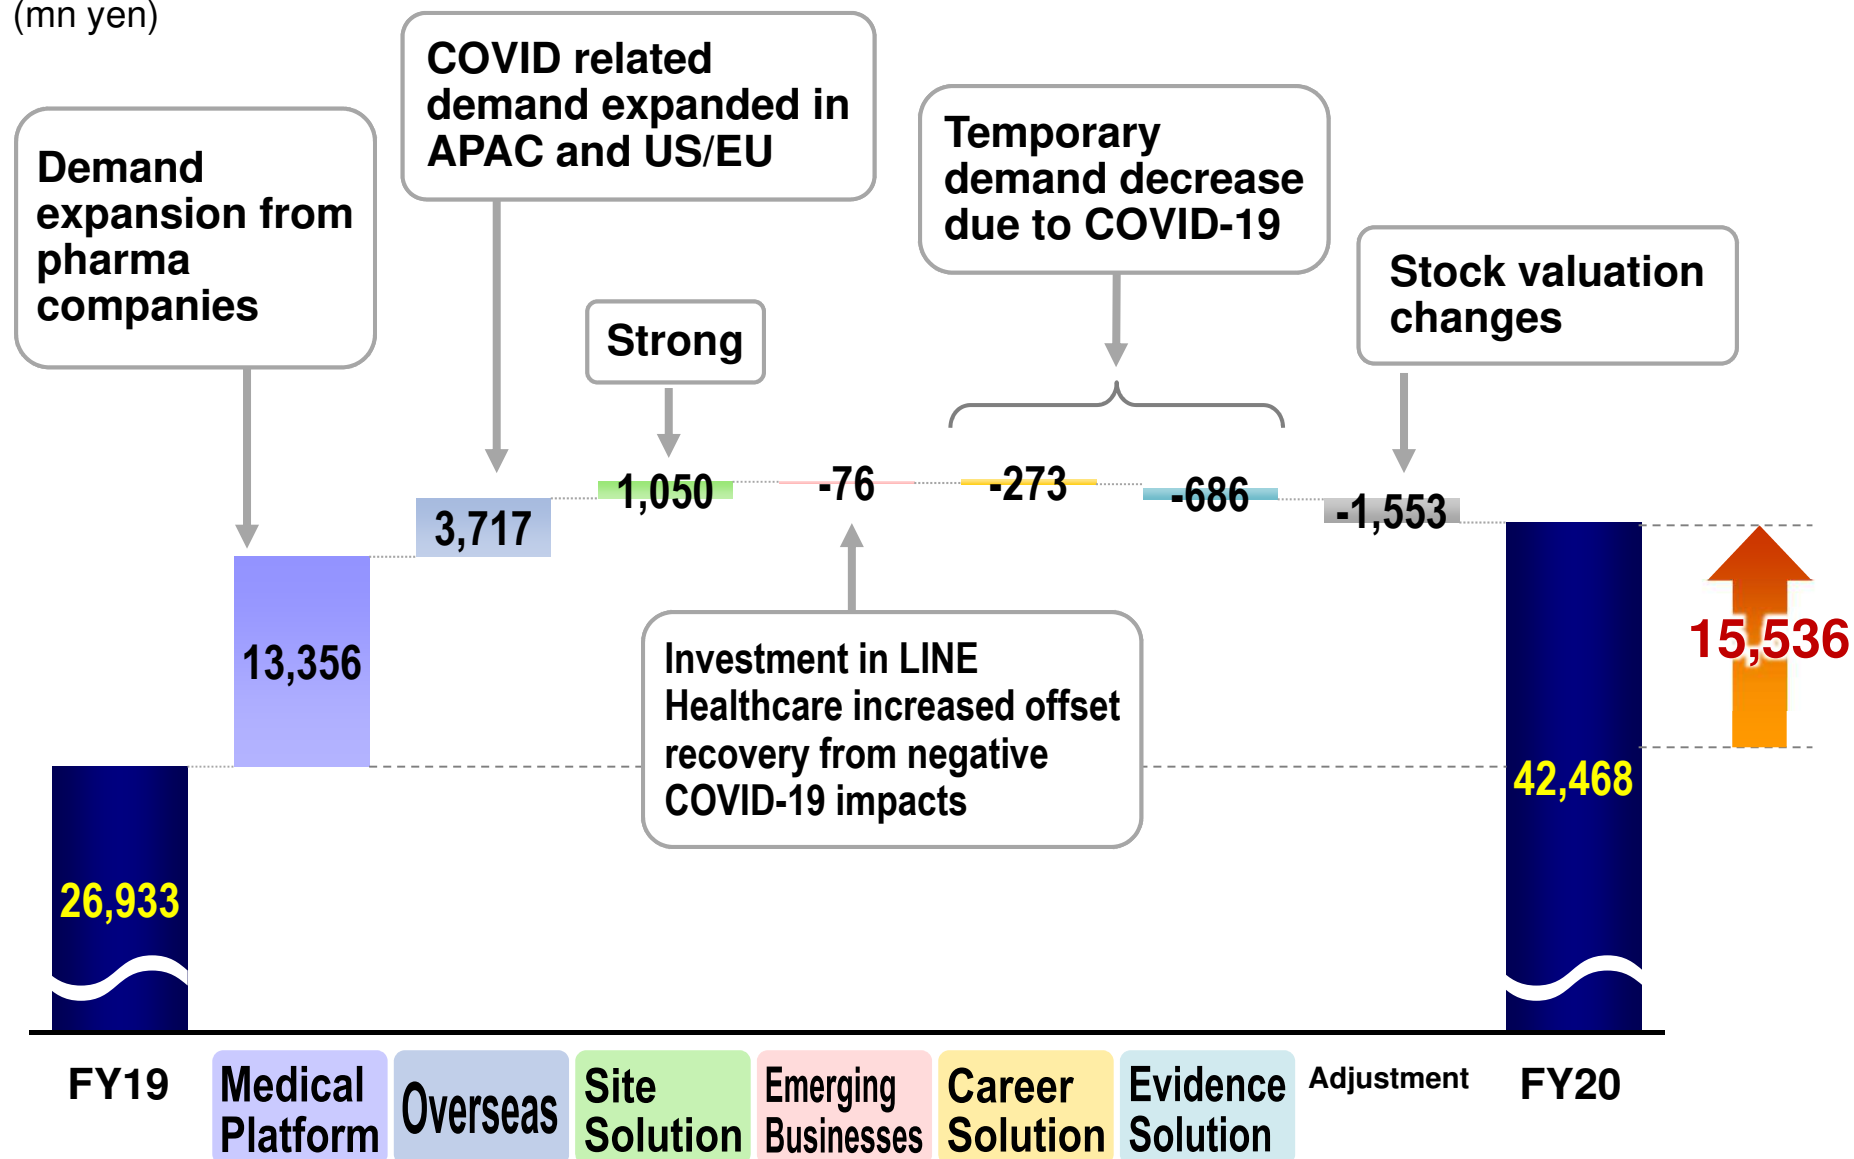 (mn yen)
COVID related
demand expanded in
APAC and US/EU
Demand
expansion from
pharma
companies
Temporary
demand decrease
due to COVID-19
Stock valuation
changes
Strong
13,356
3,717
1,050
-76
-273
-686
-1,553
15,536
Investment in LINE
Healthcare increased offset
recovery from negative
COVID-19 impacts
26,933
42,468
FY19
Medical
Platform
Overseas
Site
Solution
Emerging
Businesses
Career
Solution
Evidence
Solution
Adjustment
FY20